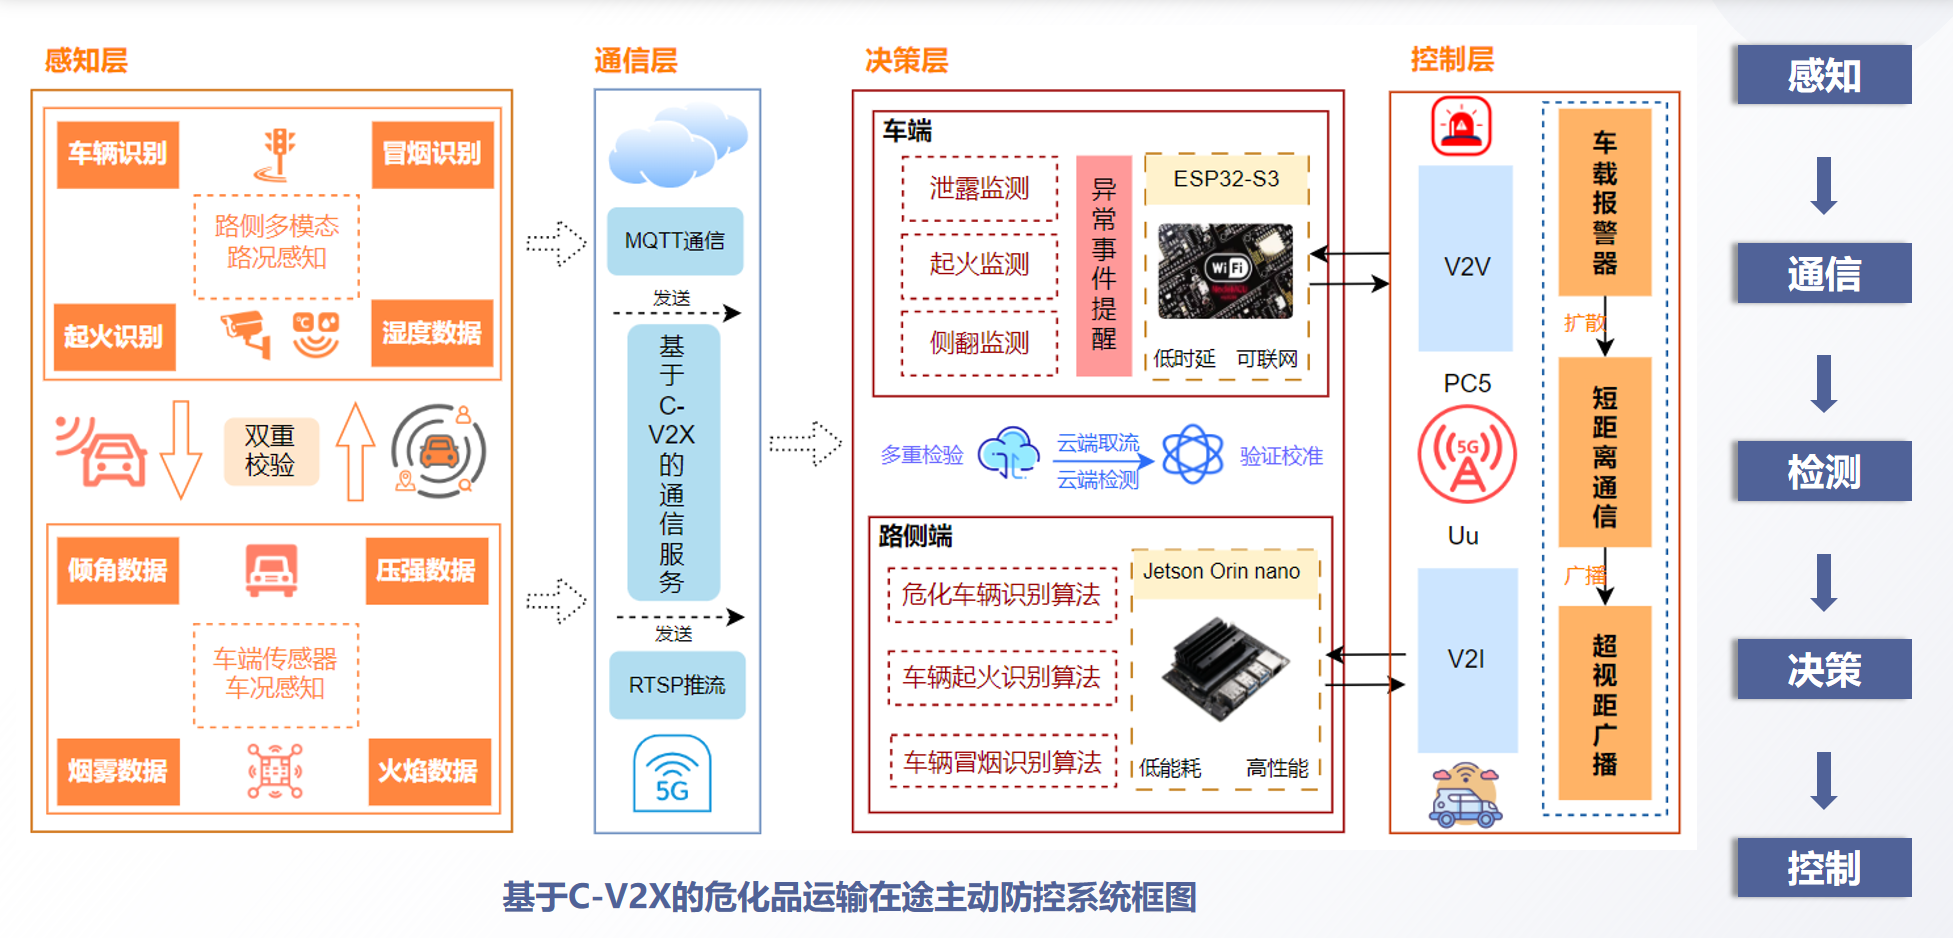 感知层
车辆识别
冒烟识别
路侧多模态
路况感知
起火识别
湿度数据
双重
校验
倾角数据
压强数据
车端传感器
车况感知
烟雾数据
火焰数据
通信层
MQTT通信
发送
基
于
C-
V2X
的
通
信
服
务
发送
RTSP推流
5G
决策层
车端
泄露监测
起火监测
侧翻监测
异
常
事
件
提
醒
ESP32-S3
WiFi
低时延 可联网
多重检验
云端取流
云端检测
验证校准
路侧端
危化车辆识别算法
车辆起火识别算法
车辆冒烟识别算法
Jetson Orin nano
低能耗 高性能
控制层
V2V
PC5
5G
Uu
V2I
车
载
报
警
器
扩散
短
距
离
通
信
广播
超
视
距
广
播
感知
通信
检测
决策
控制
基于C-V2X的危化品运输在途主动防控系统框图